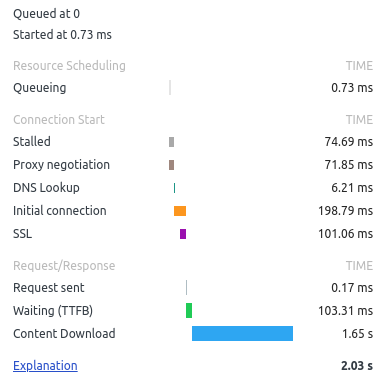 Queued at 0
Started at 0.73 ms
Resource Scheduling TIME
Queueing 0.73 ms
Connection Start TIME
Stalled 74.69 ms
Proxy negotiation 71.85 ms
DNS Lookup 6.21 ms
Initial connection 198.79 ms
SSL 101.06 ms
Request/Response TIME
Request sent 0.17 ms
Waiting (TTFB) 103.31 ms
Content Download 1.65 s
Explanation 2.03 s